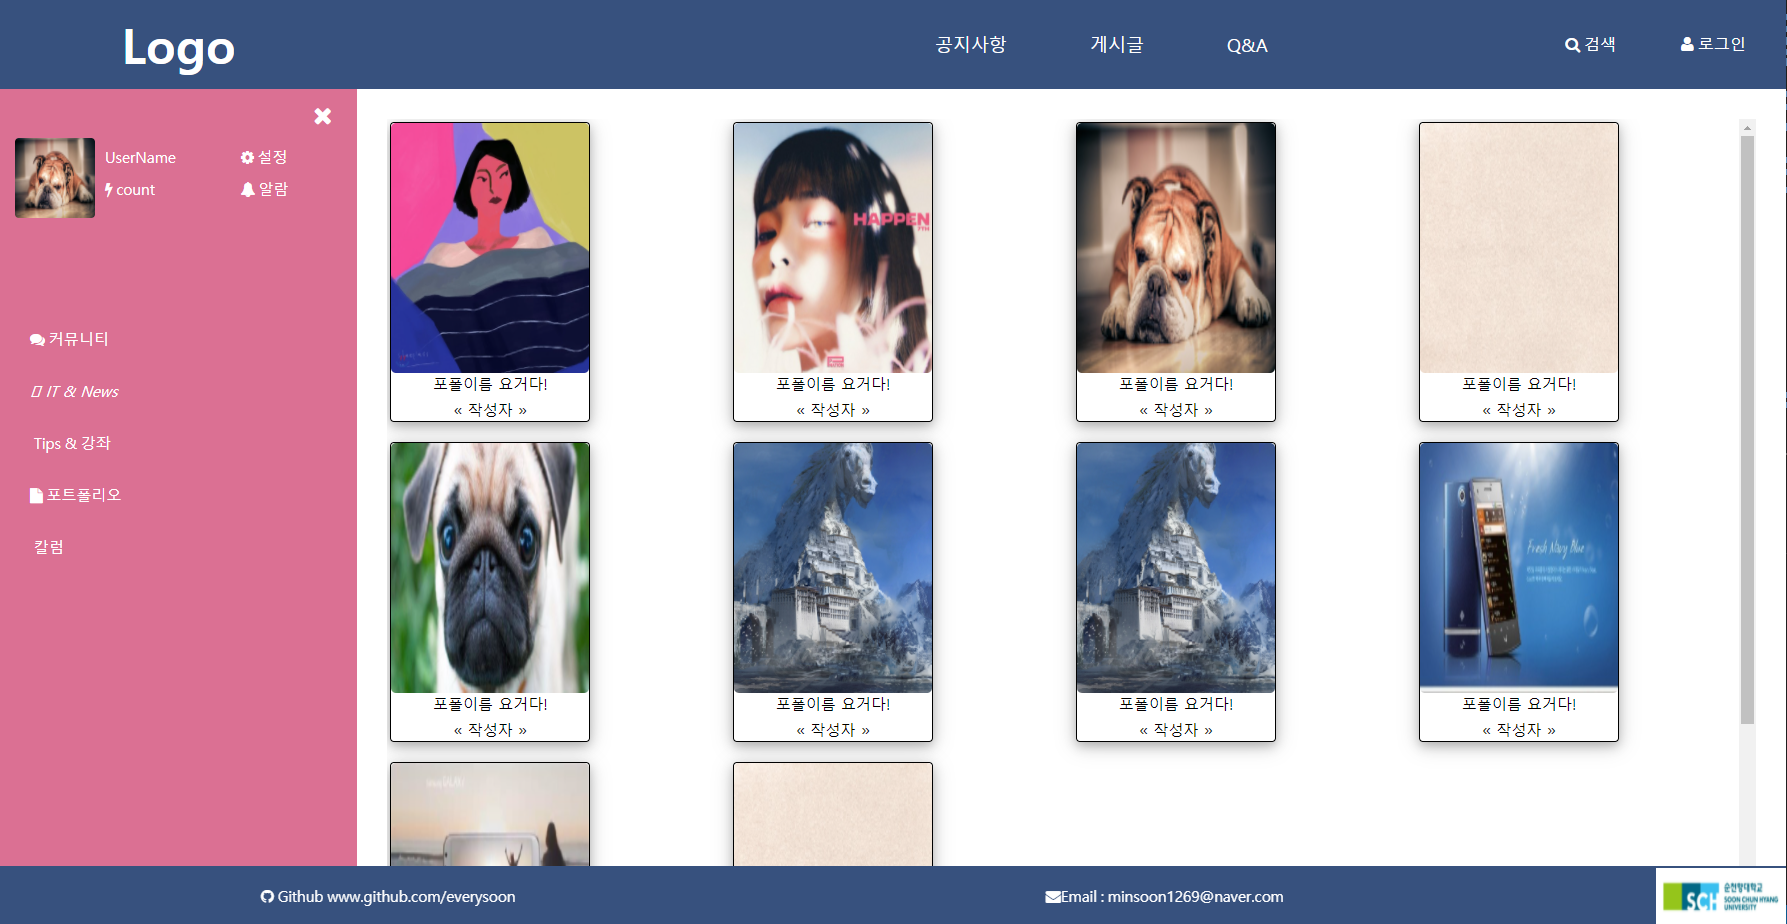 Logo
공지사항
게시글
Q&A
검색
로그인
UserName
설정
count
알람
커뮤니티
IT & News
Tips & 강좌
포트폴리오
칼럼
HAPPEN
포폴이름 요거다!
« 작성자 »
포폴이름 요거다!
« 작성자 »
포폴이름 요거다!
« 작성자 »
포폴이름 요거다!
« 작성자 »
Fresh Navy Blue
포폴이름 요거다!
« 작성자 »
포폴이름 요거다!
« 작성자 »
포폴이름 요거다!
« 작성자 »
포폴이름 요거다!
« 작성자 »
Github www.github.com/everysoon
Email : minsoon1269@naver.com
SCH
순천향대학교
SOON CHUN HYANG
UNIVERSITY